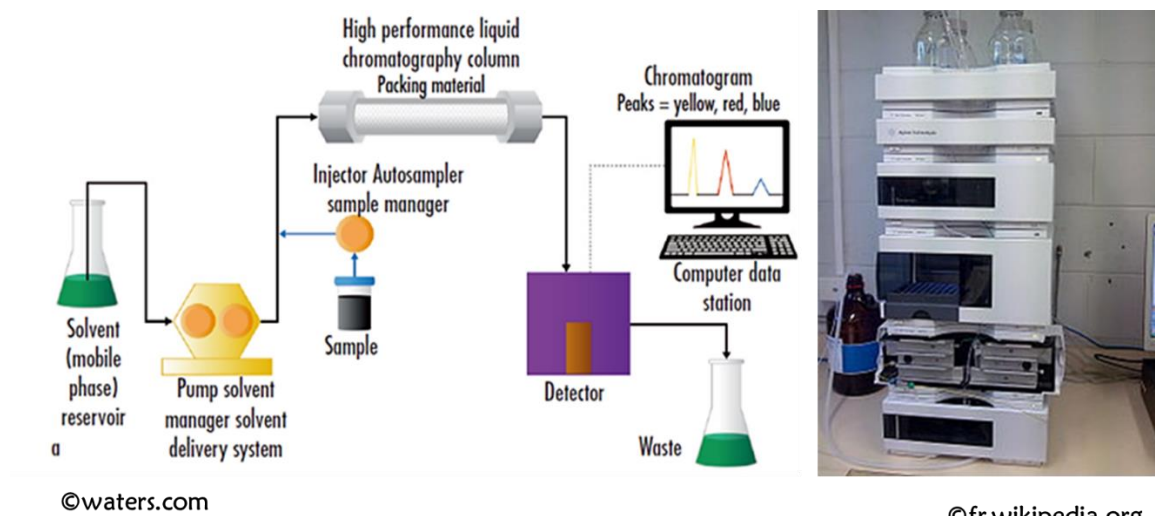 High performance liquid
chromatography column
Packing material
Chromatogram
Peaks = yellow, red, blue
Injector Autosampler
sample manager
Solvent
(mobile
phase)
reservoir
a
Pump solvent
manager solvent
delivery system
Sample
Detector
Computer data
station
Waste
©waters.com
©fr.wikipedia.org